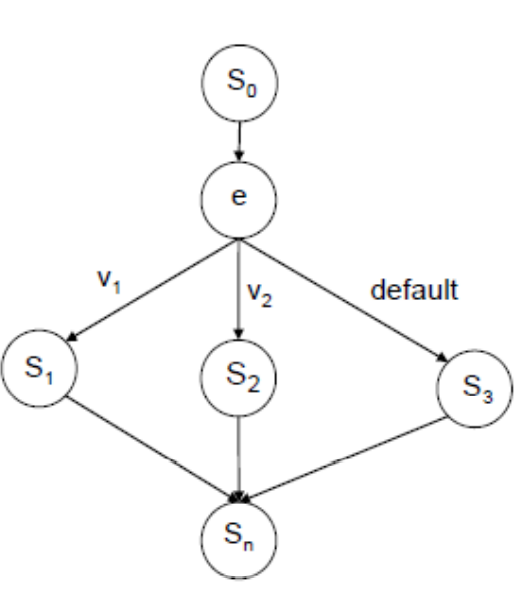 S₀
e
v₁
v₂
default
S₁
S₂
S₃
Sₙ